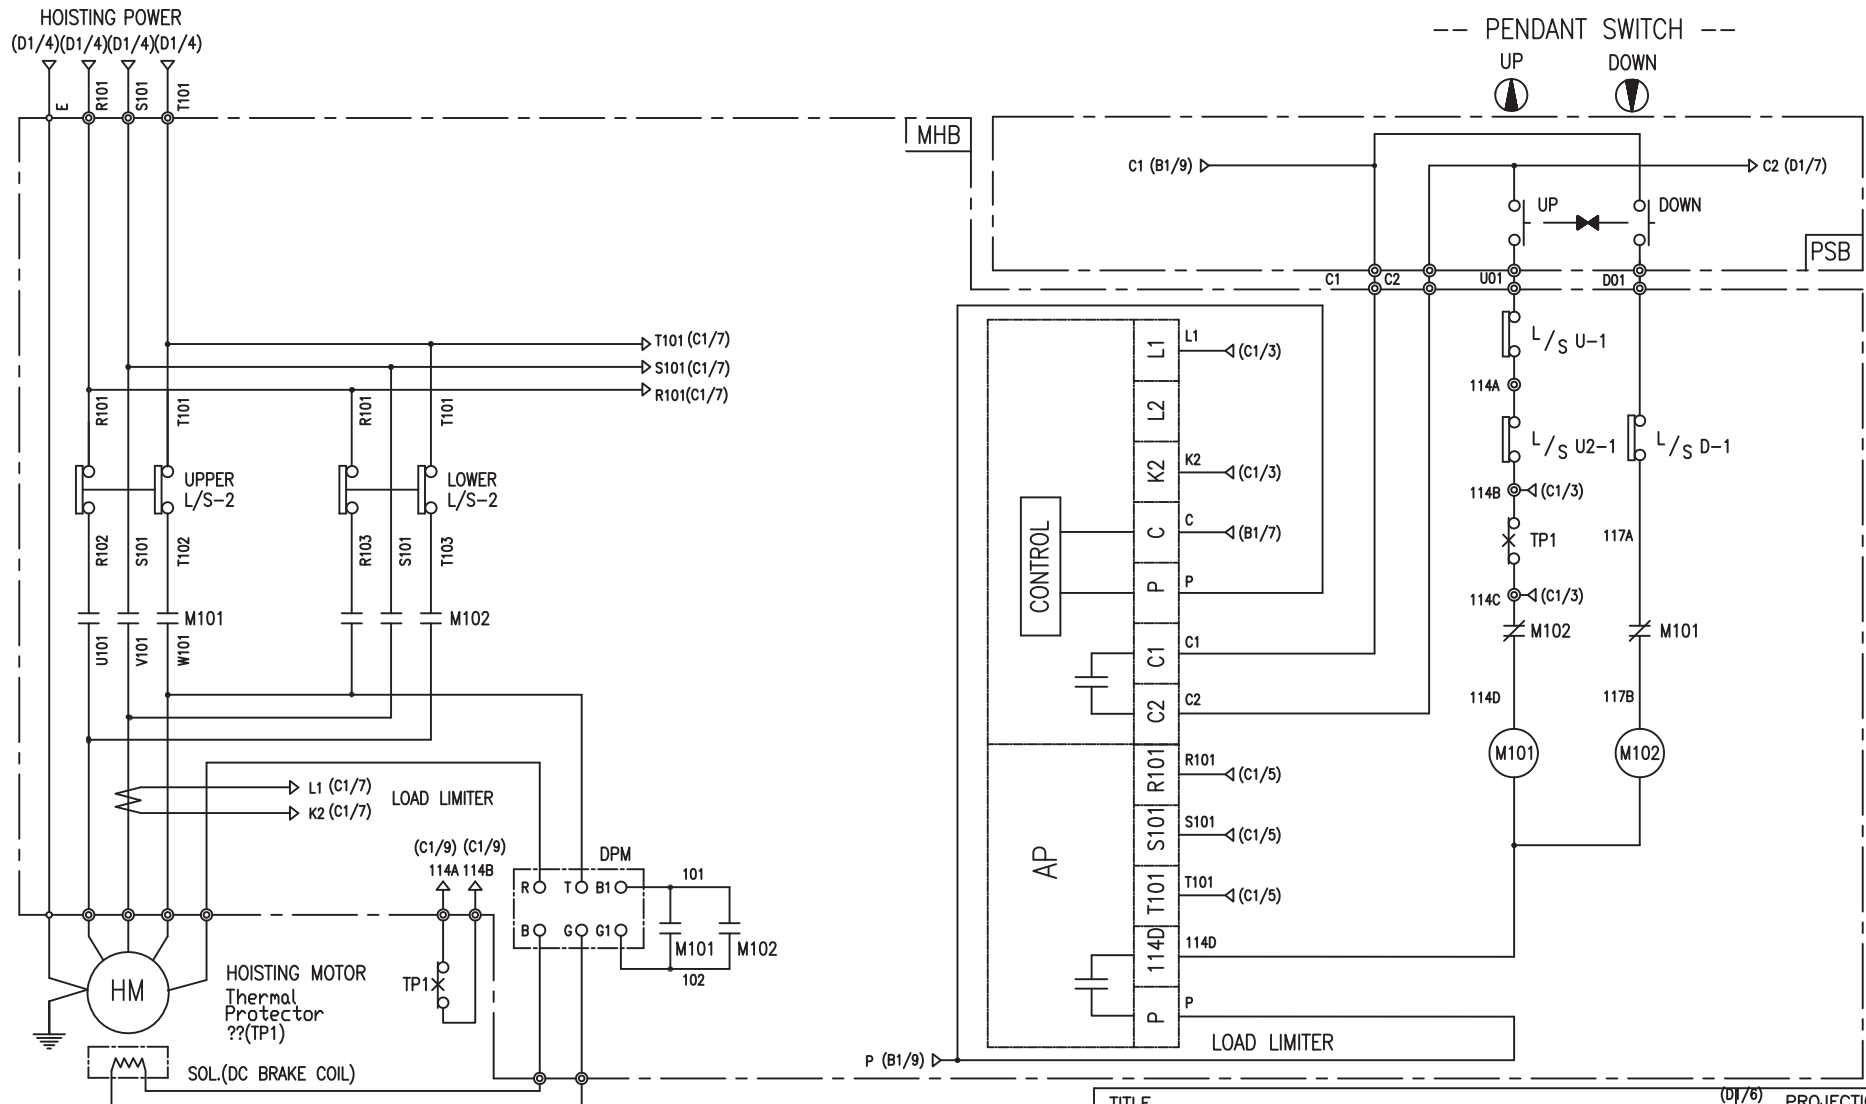 HOISTING POWER
(D1/4)(D1/4)(D1/4)(D1/4)
E
R101
S101
T101
MHB
-- PENDANT SWITCH --
UP
DOWN
C1 (B1/9)
C2 (D1/7)
UP
DOWN
PSB
C1
C2
U01
D01
T101 (C1/7)
S101 (C1/7)
R101(C1/7)
R101
T101
R101
T101
UPPER
L/S-2
LOWER
L/S-2
R102
S101
T102
R103
S101
T103
M101
M102
U101
V101
W101
L1 (C1/7)
K2 (C1/7)
LOAD LIMITER
(C1/9) (C1/9)
114A 114B
DPM
R
T
B1
B
G
G1
101
M101
M102
102
HM
HOISTING MOTOR
Thermal
Protector
??(TP1)
TP1
SOL.(DC BRAKE COIL)
CONTROL
AP
L1
L1
(C1/3)
L2
K2
K2
(C1/3)
C
C
(B1/7)
P
P
C1
C1
C2
C2
R101
R101
(C1/5)
S101
S101
(C1/5)
T101
T101
(C1/5)
114D
114D
P
P
LOAD LIMITER
P (B1/9)
L/S U-1
114A
L/S U2-1
L/S D-1
114B
(C1/3)
TP1
117A
114C
(C1/3)
M102
M101
114D
117B
M101
M102
TITLE
(D1/6)